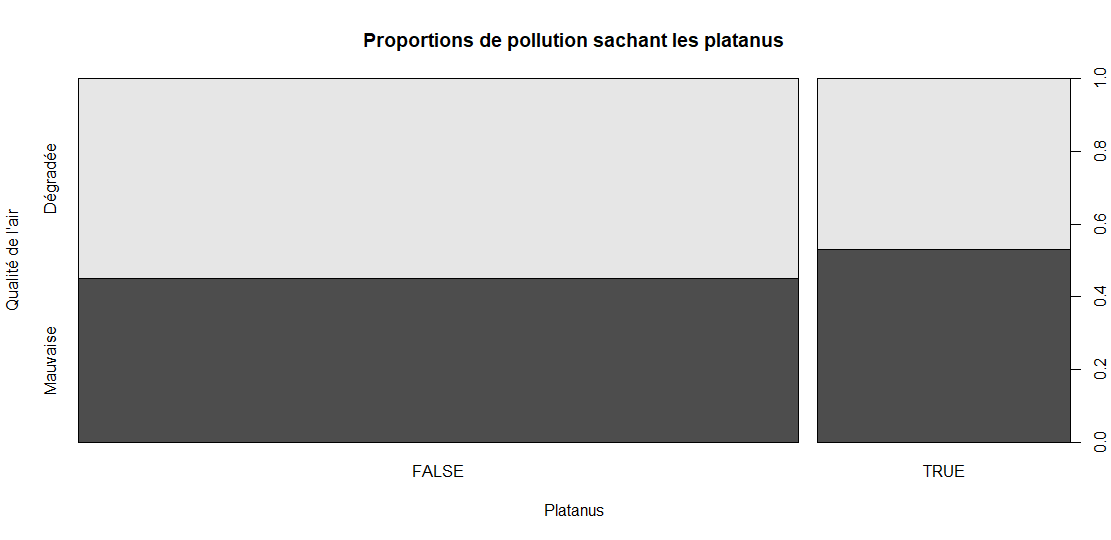 Proportions de pollution sachant les platanus
Qualité de l'air
Dégradée
Mauvaise
1.0
0.8
0.6
0.4
0.2
0.0
FALSE
TRUE
Platanus